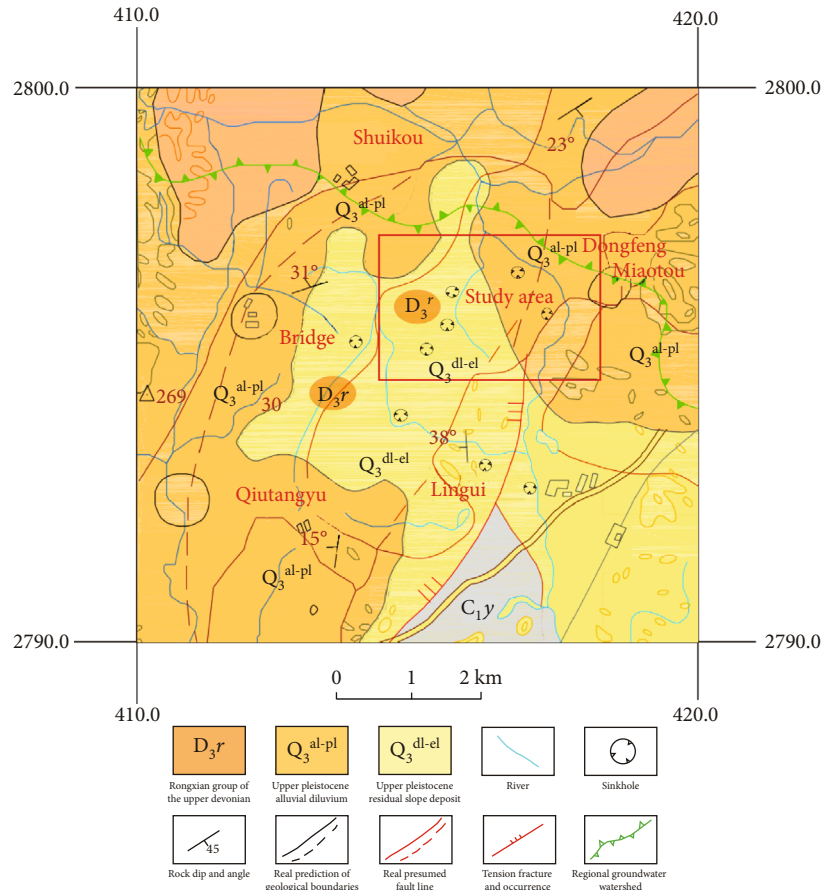 410.0
420.0
2800.0
2800.0
Shuikou
23°
Q₃ᵃˡ⁻ᵖˡ
Q₃ᵃˡ⁻ᵖˡ
Dongfeng
Miaotou
31°
D₃r
Study area
Bridge
Q₃ᵃˡ⁻ᵖˡ
Q₃ᵈˡ⁻ᵉˡ
269
Q₃ᵃˡ⁻ᵖˡ
30
D₃r
38°
Q₃ᵈˡ⁻ᵉˡ
Qiutangyu
Lingui
15°
Q₃ᵃˡ⁻ᵖˡ
C₁y
2790.0
2790.0
0 1 2 km
410.0
420.0
D₃r
Q₃ᵃˡ⁻ᵖˡ
Q₃ᵈˡ⁻ᵉˡ
Rongxian group of
the upper devonian
Upper pleistocene
alluvial diluvium
Upper pleistocene
residual slope deposit
River
Sinkhole
45
Rock dip and angle
Real prediction of
geological boundaries
Real presumed
fault line
Tension fracture
and occurrence
Regional groundwater
watershed